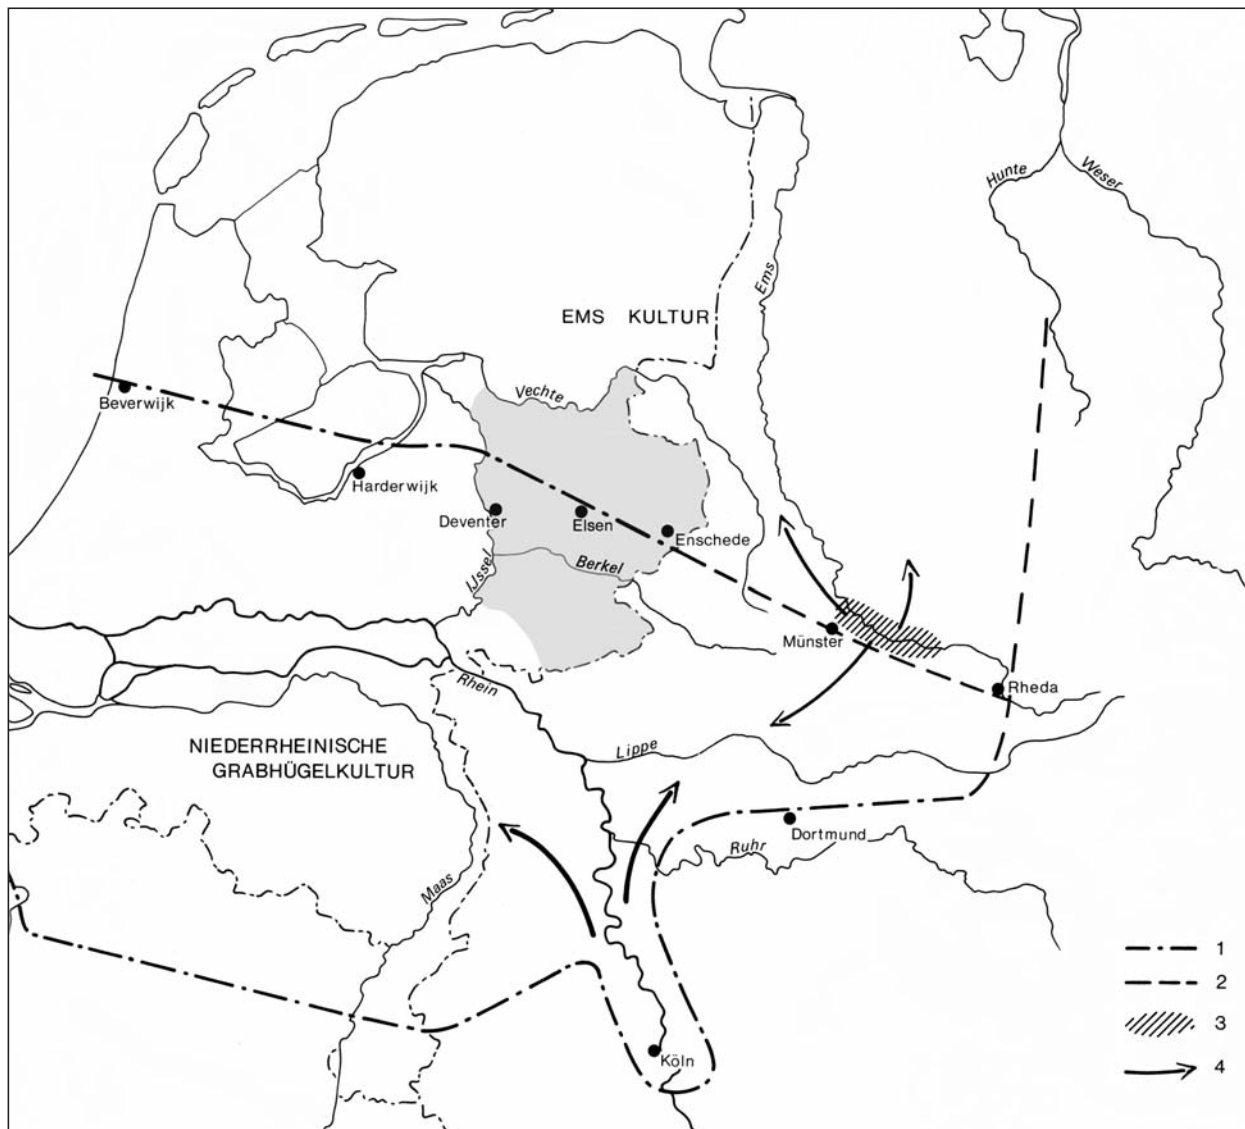 Hunte
Weser
Ems
EMS KULTUR
Vechte
Beverwijk
Harderwijk
Deventer
Elsen
Enschede
IJssel
Berkel
Münster
Rheda
Rhein
Lippe
NIEDERRHEINISCHE
GRABHÜGELKULTUR
Dortmund
Ruhr
Maas
Köln
1
2
3
4